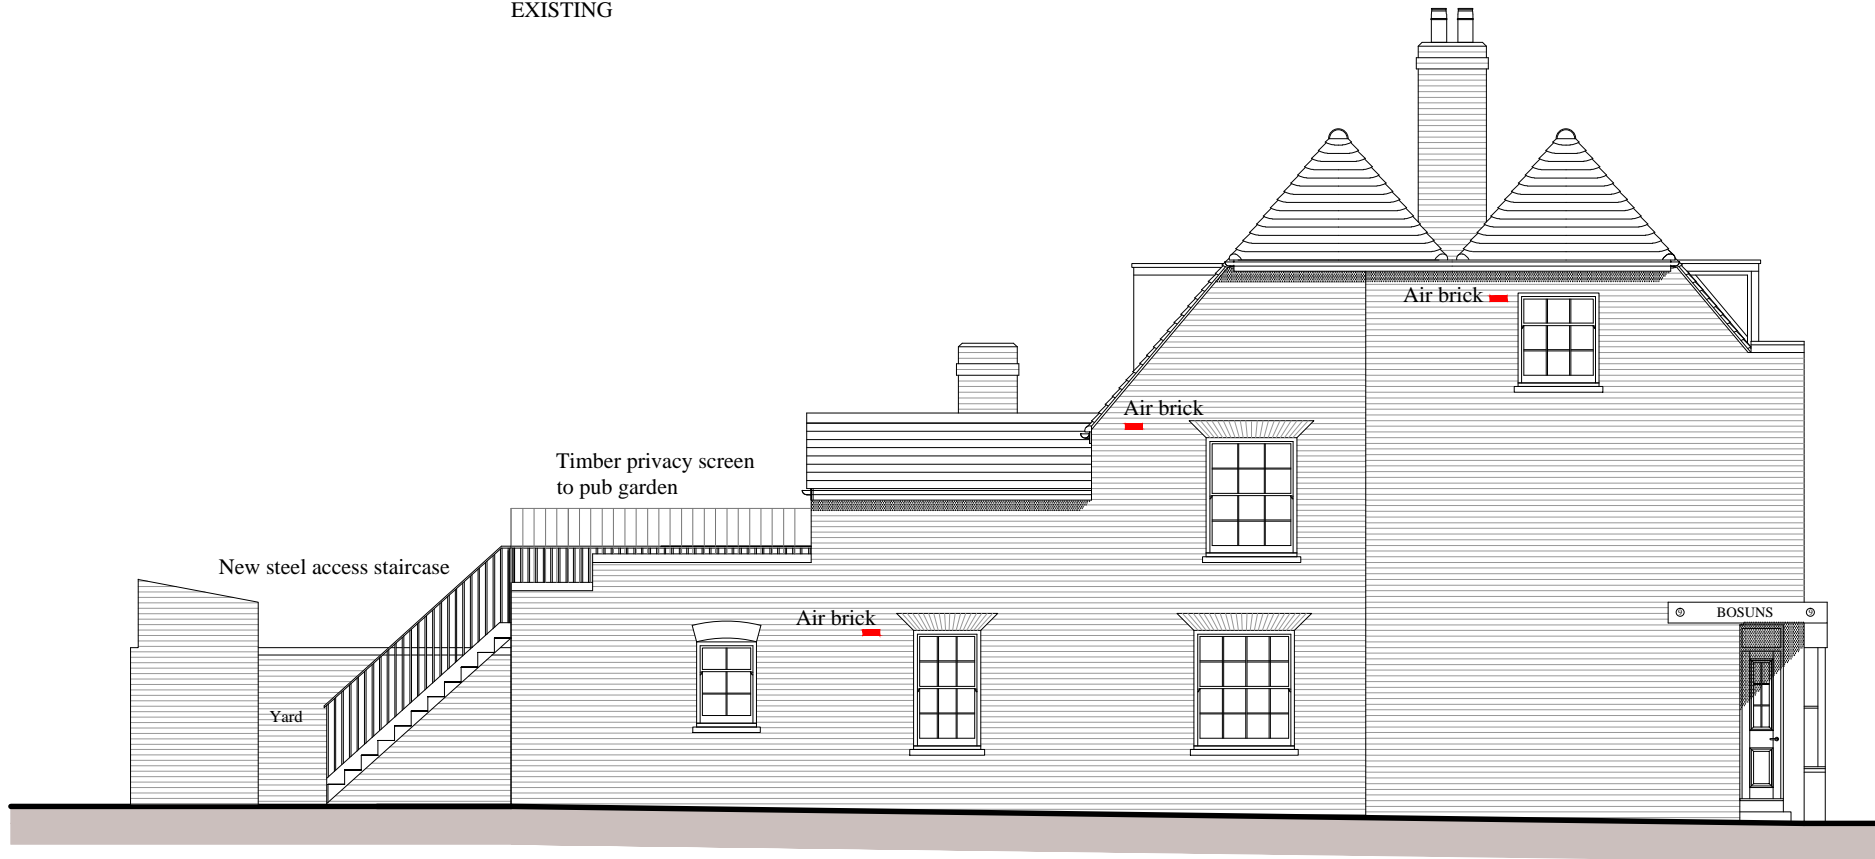 EXISTING
Air brick
Air brick
Timber privacy screen
to pub garden
New steel access staircase
Air brick
BOSUNS
Yard